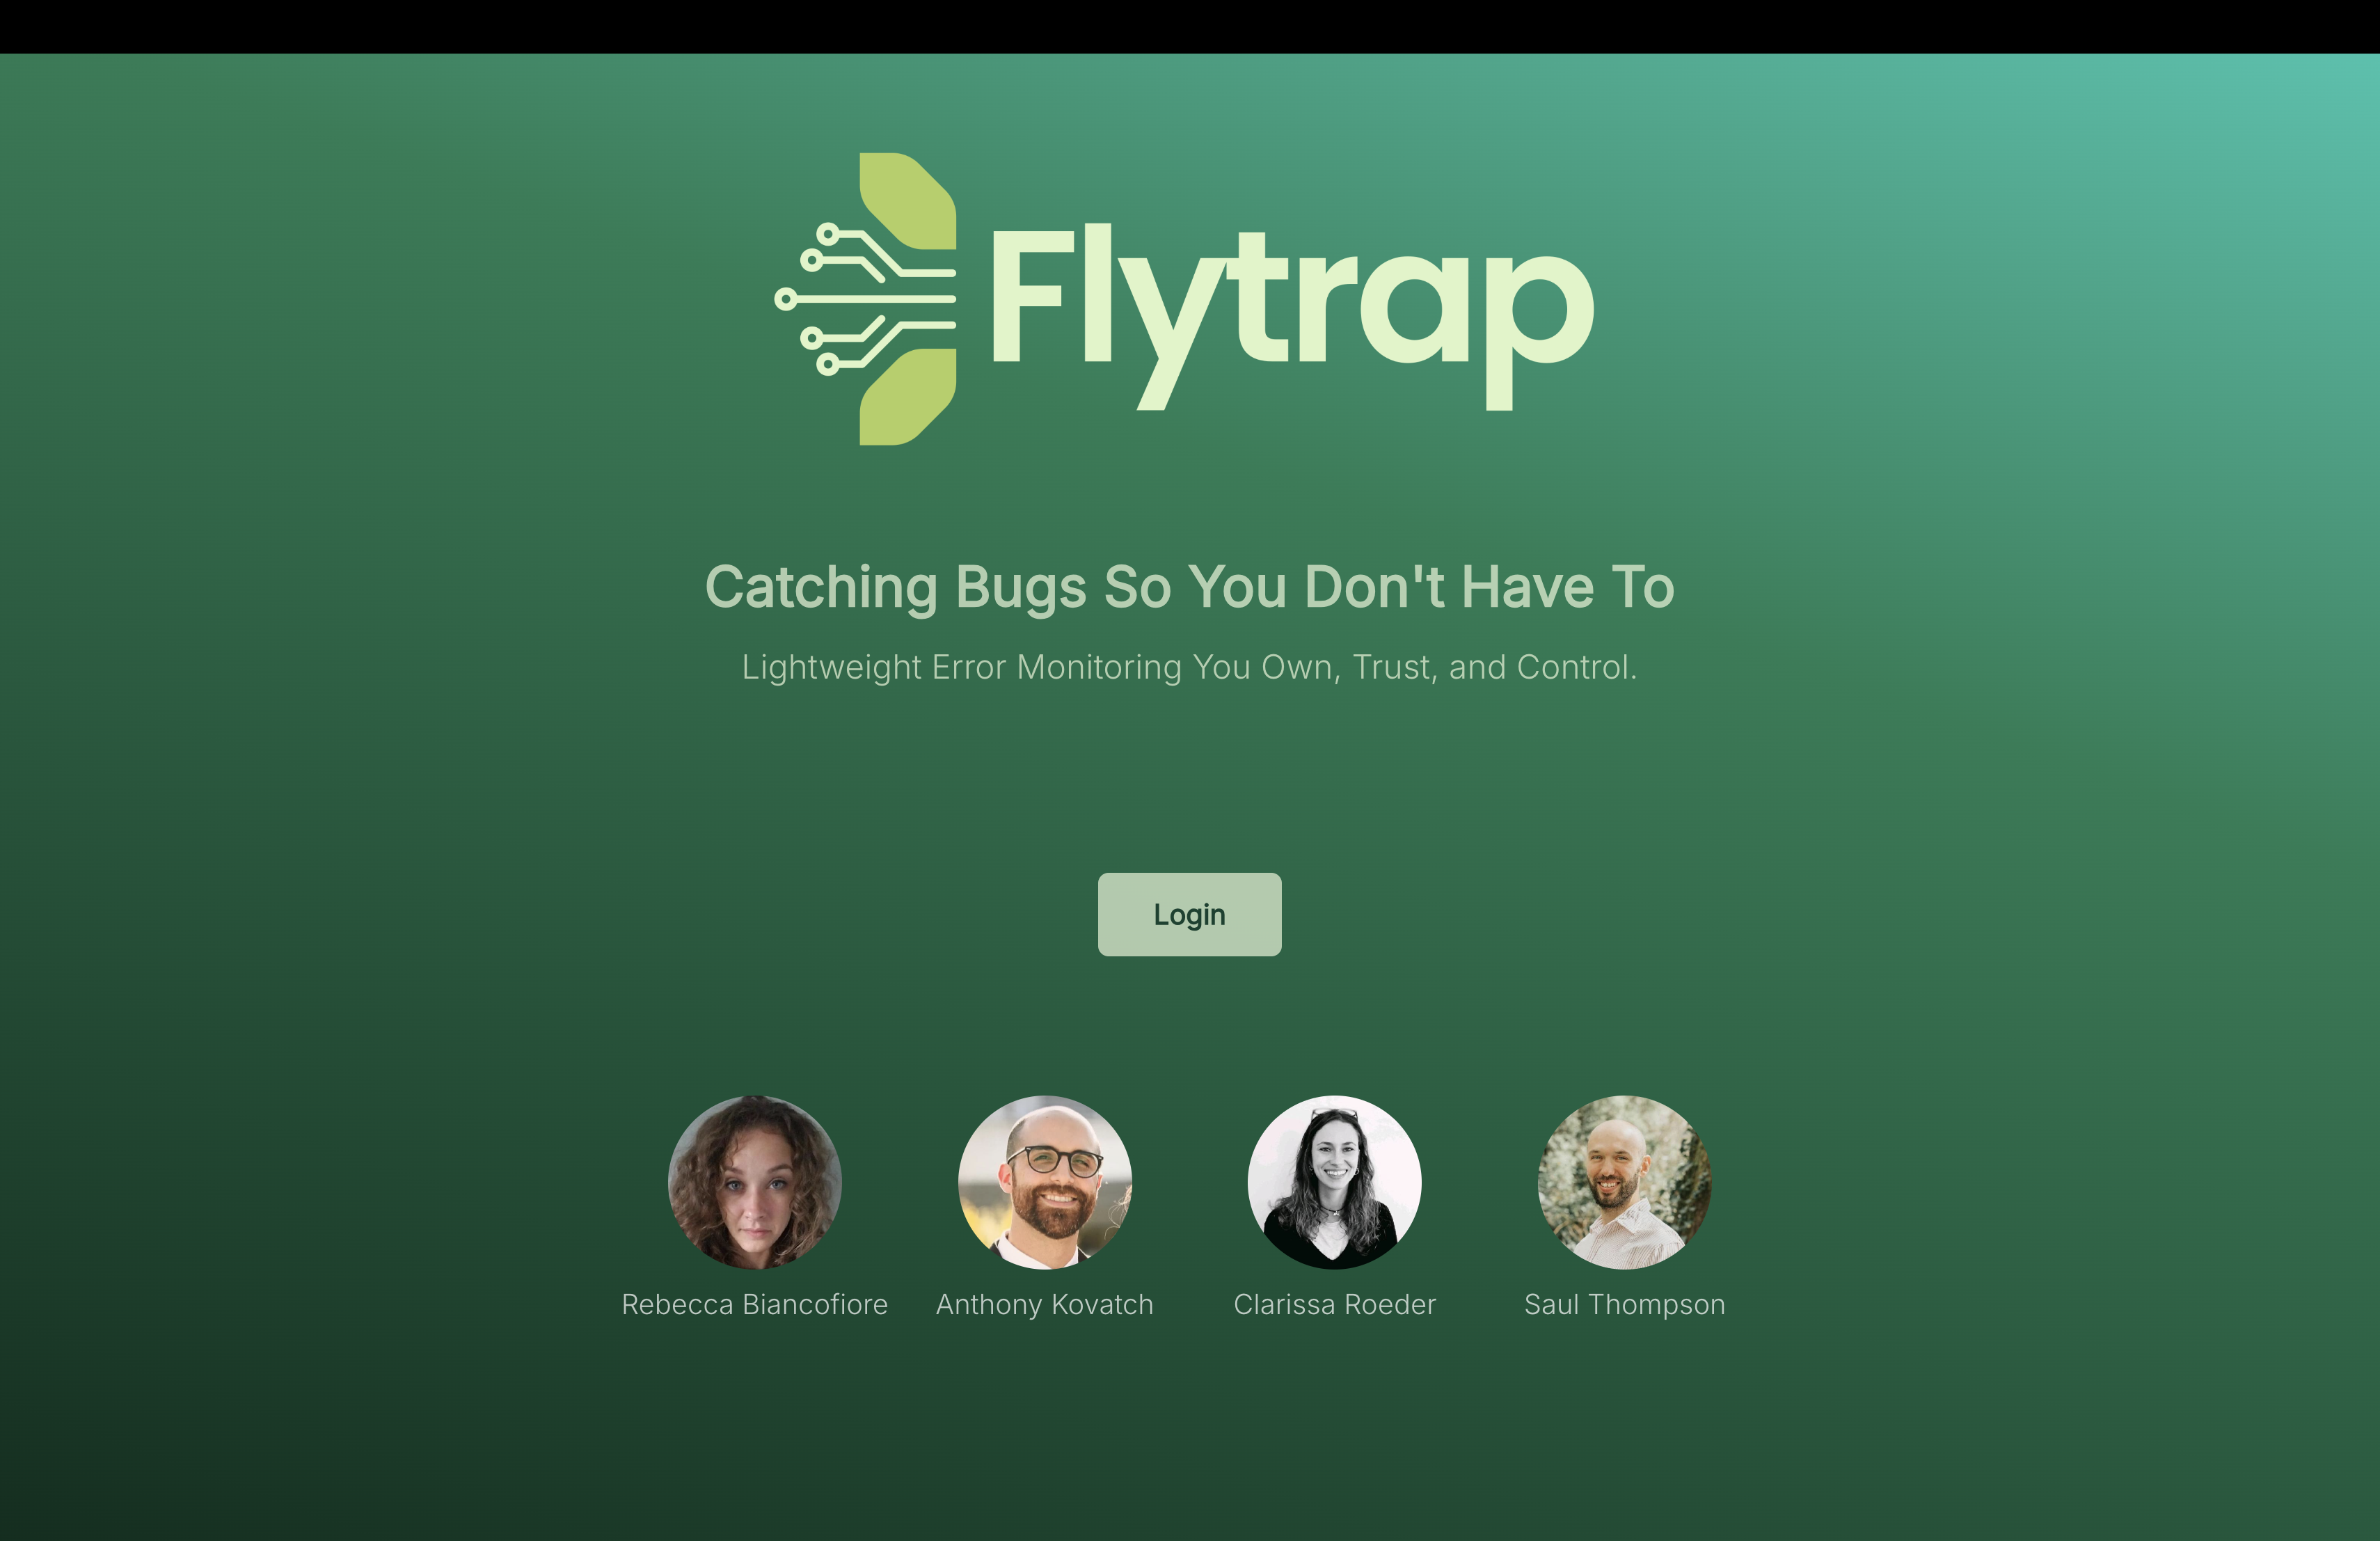 Flytrap
Catching Bugs So You Don't Have To
Lightweight Error Monitoring You Own, Trust, and Control.
Login
Rebecca Biancofiore
Anthony Kovatch
Clarissa Roeder
Saul Thompson